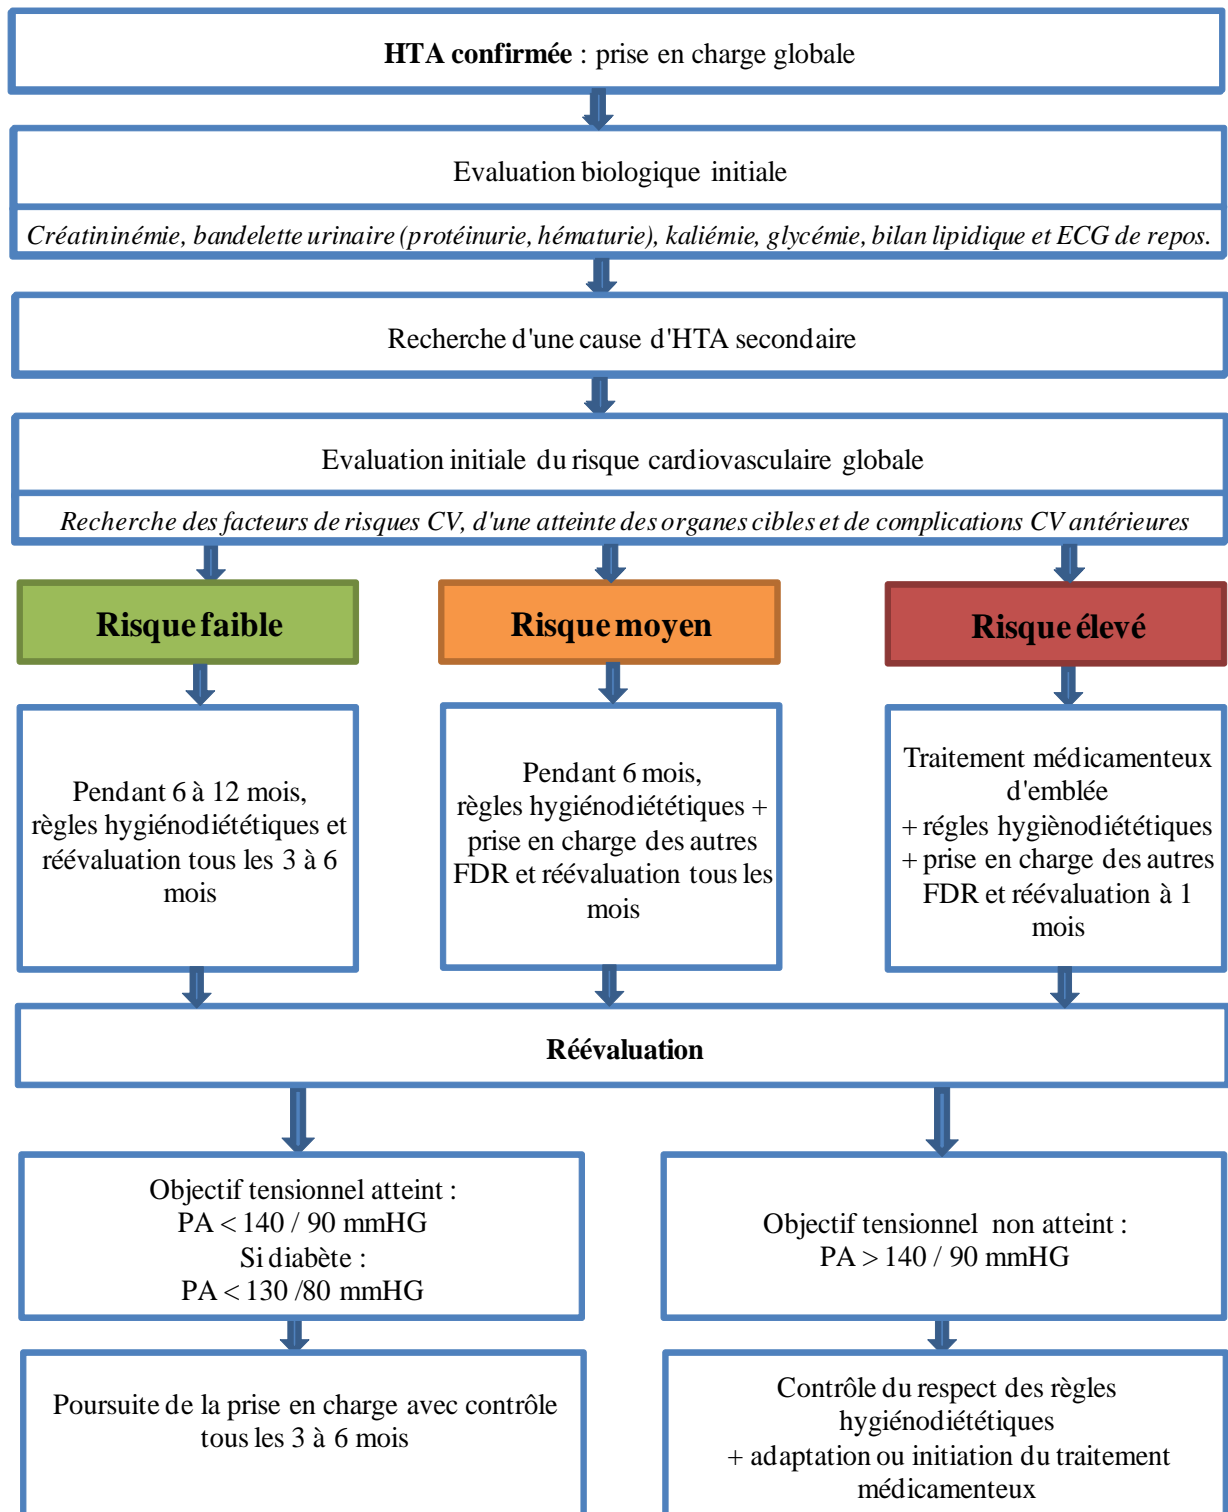 HTA confirmée : prise en charge globale
Evaluation biologique initiale
Créatininémie, bandelette urinaire (protéinurie, hématurie), kaliémie, glycémie, bilan lipidique et ECG de repos.
Recherche d'une cause d'HTA secondaire
Evaluation initiale du risque cardiovasculaire globale
Recherche des facteurs de risques CV, d'une atteinte des organes cibles et de complications CV antérieures
Risque faible
Risque moyen
Risque élevé
Pendant 6 à 12 mois,
règles hygiénodiététiques et
réévaluation tous les 3 à 6
mois
Pendant 6 mois,
règles hygiénodiététiques +
prise en charge des autres
FDR et réévaluation tous les
mois
Traitement médicamenteux
d'emblée
+ régles hygiènodiététiques
+ prise en charge des autres
FDR et réévaluation à 1
mois
Réévaluation
Objectif tensionnel atteint :
PA < 140 / 90 mmHG
Si diabète :
PA < 130 /80 mmHG
Objectif tensionnel non atteint :
PA > 140 / 90 mmHG
Poursuite de la prise en charge avec contrôle
tous les 3 à 6 mois
Contrôle du respect des règles
hygiénodiététiques
+ adaptation ou initiation du traitement
médicamenteux